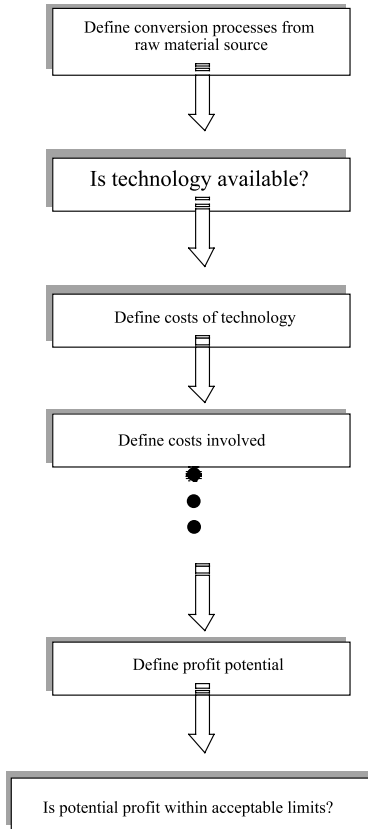 Define conversion processes from
raw material source
Is technology available?
Define costs of technology
Define costs involved
Define profit potential
Is potential profit within acceptable limits?